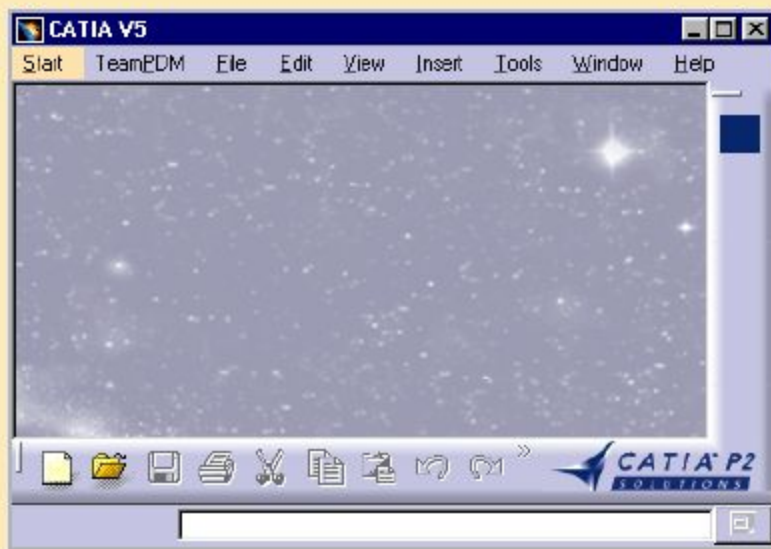 CATIA V5
Start TeamPDM File Edit View Insert Tools Window Help
CATIA P2
SOLUTIONS